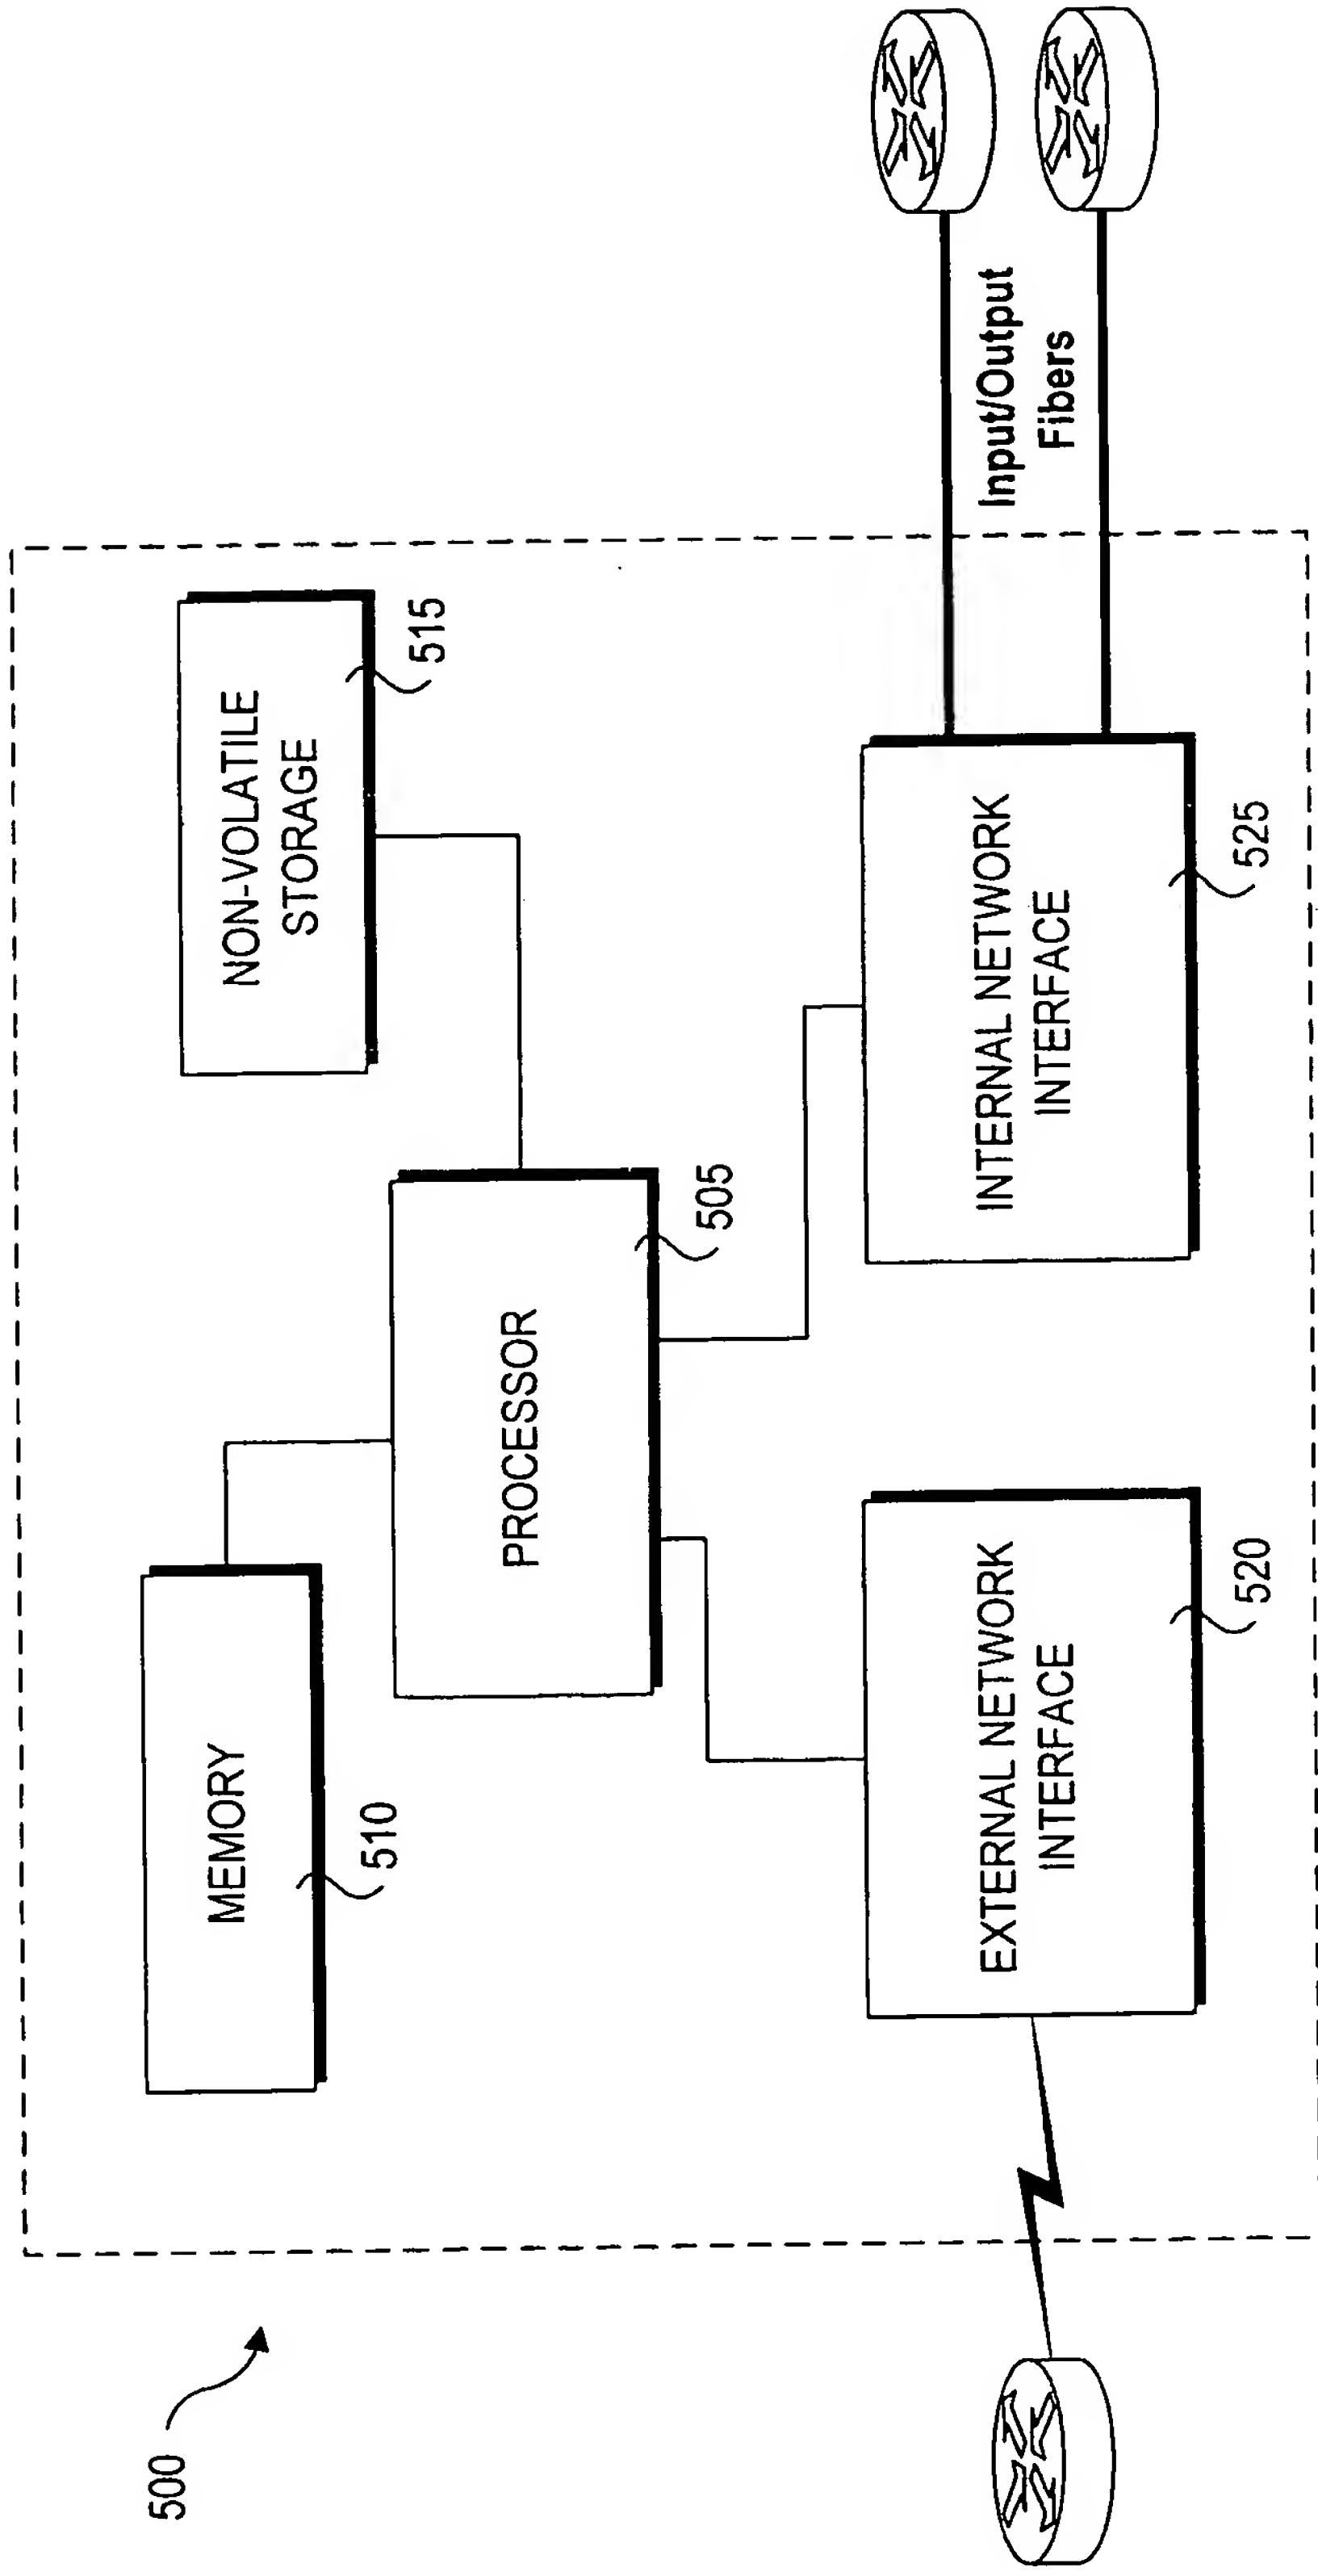 500
MEMORY
510
NON-VOLATILE
STORAGE
515
PROCESSOR
505
EXTERNAL NETWORK
INTERFACE
520
INTERNAL NETWORK
INTERFACE
525
Input/Output
Fibers